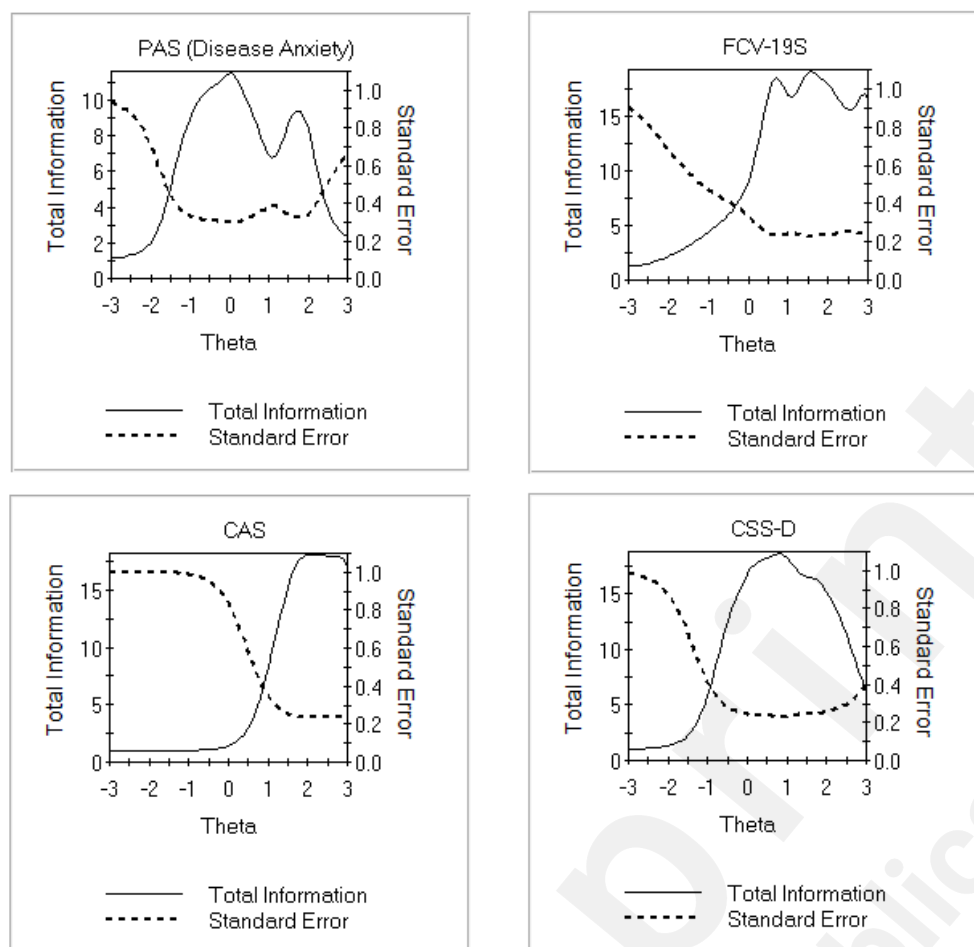 PAS (Disease Anxiety)
Total Information
10
8
6
4
2
0
1.0
0.8
0.6
0.4
0.2
0.0
Standard Error
-3 -2 -1 0 1 2 3
Theta
Total Information
Standard Error
FCV-19S
Total Information
15
10
5
0
1.0
0.8
0.6
0.4
0.2
0.0
Standard Error
-3 -2 -1 0 1 2 3
Theta
Total Information
Standard Error
CAS
Total Information
15
10
5
0
1.0
0.8
0.6
0.4
0.2
0.0
Standard Error
-3 -2 -1 0 1 2 3
Theta
Total Information
Standard Error
CSS-D
Total Information
15
10
5
0
1.0
0.8
0.6
0.4
0.2
0.0
Standard Error
-3 -2 -1 0 1 2 3
Theta
Total Information
Standard Error
print